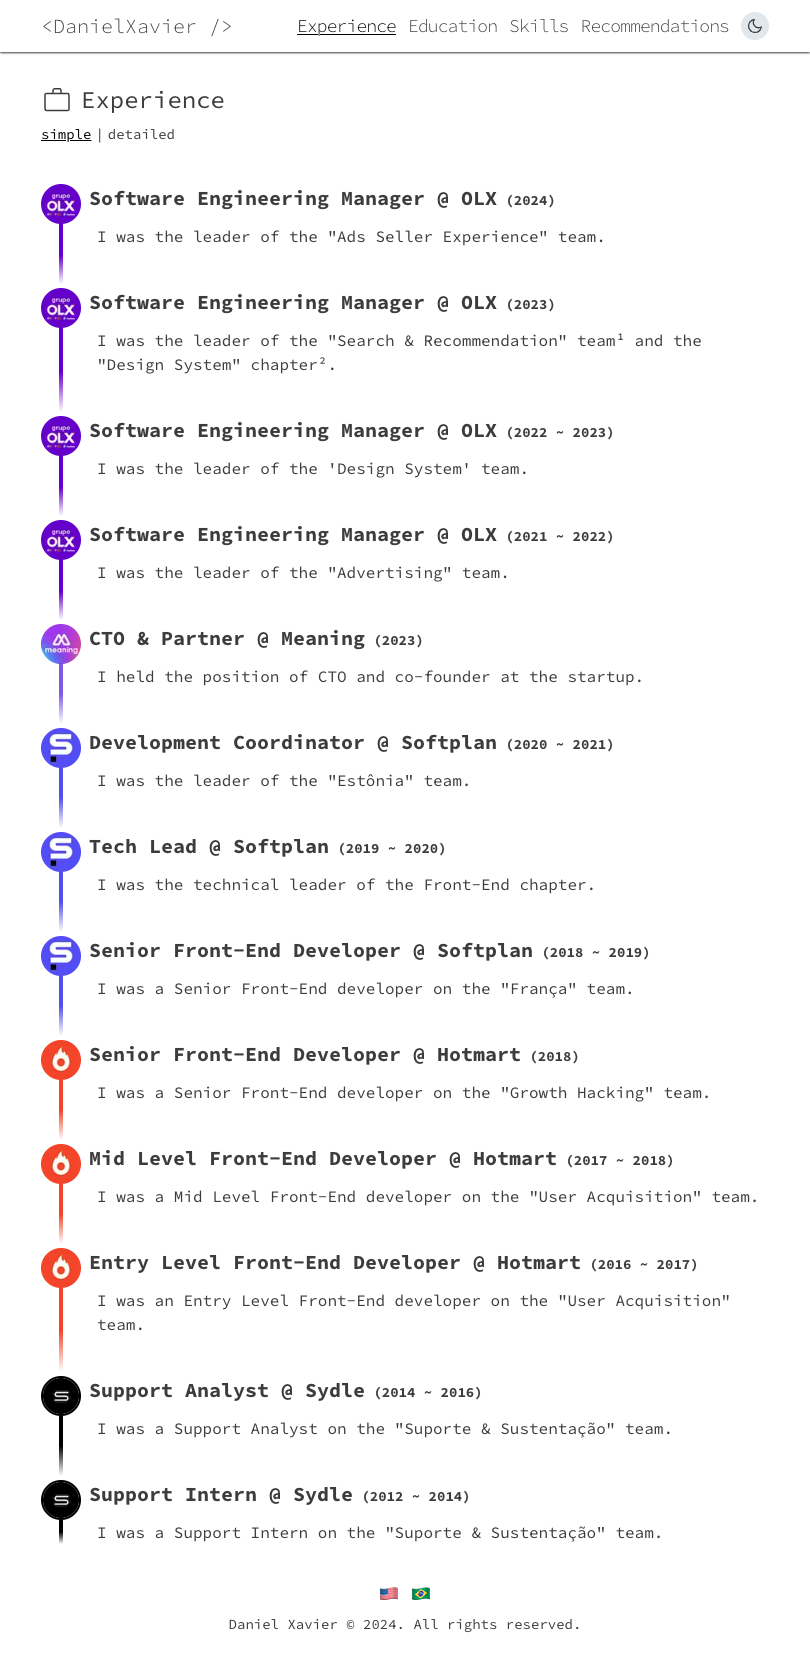 <DanielXavier />
Experience Education Skills Recommendations
Experience
simple | detailed
grupo
OLX
Software Engineering Manager @ OLX (2024)
I was the leader of the "Ads Seller Experience" team.
grupo
OLX
Software Engineering Manager @ OLX (2023)
I was the leader of the "Search & Recommendation" team¹ and the
"Design System" chapter².
grupo
OLX
Software Engineering Manager @ OLX (2022 ~ 2023)
I was the leader of the 'Design System' team.
grupo
OLX
Software Engineering Manager @ OLX (2021 ~ 2022)
I was the leader of the "Advertising" team.
meaning
CTO & Partner @ Meaning (2023)
I held the position of CTO and co-founder at the startup.
Development Coordinator @ Softplan (2020 ~ 2021)
I was the leader of the "Estônia" team.
Tech Lead @ Softplan (2019 ~ 2020)
I was the technical leader of the Front-End chapter.
Senior Front-End Developer @ Softplan (2018 ~ 2019)
I was a Senior Front-End developer on the "França" team.
Senior Front-End Developer @ Hotmart (2018)
I was a Senior Front-End developer on the "Growth Hacking" team.
Mid Level Front-End Developer @ Hotmart (2017 ~ 2018)
I was a Mid Level Front-End developer on the "User Acquisition" team.
Entry Level Front-End Developer @ Hotmart (2016 ~ 2017)
I was an Entry Level Front-End developer on the "User Acquisition"
team.
Support Analyst @ Sydle (2014 ~ 2016)
I was a Support Analyst on the "Suporte & Sustentação" team.
Support Intern @ Sydle (2012 ~ 2014)
I was a Support Intern on the "Suporte & Sustentação" team.
Daniel Xavier © 2024. All rights reserved.